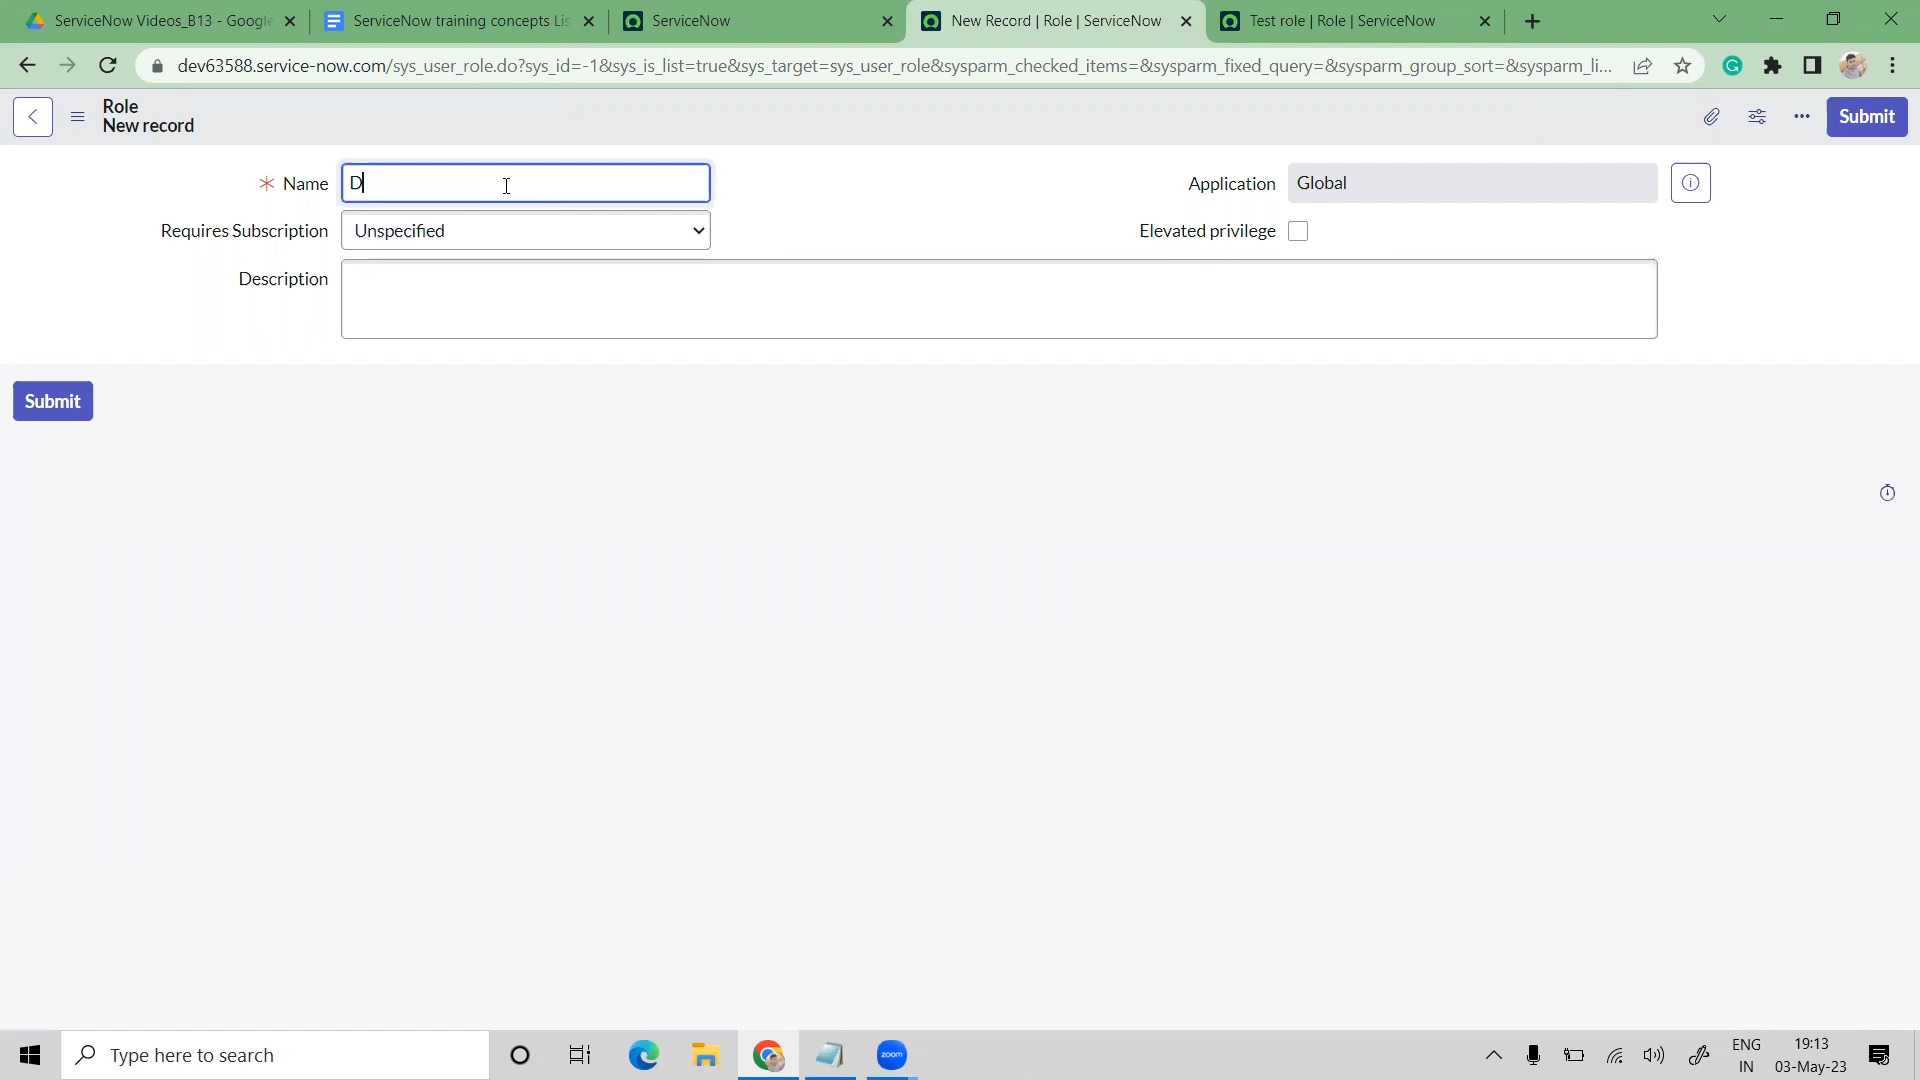 ServiceNow Videos_B13 - Google
ServiceNow training concepts Lis
ServiceNow
New Record | Role | ServiceNow
Test role | Role | ServiceNow
dev63588.service-now.com/sys_user_role.do?sys_id=-1&sys_is_list=true&sys_target=sys_user_role&sysparm_checked_items=&sysparm_fixed_query=&sysparm_group_sort=&sysparm_li...
Role
New record
Submit
* Name
D
Application
Global
Requires Subscription
Unspecified
Elevated privilege
Description
Submit
Type here to search
zoom
ENG
IN
19:13
03-May-23